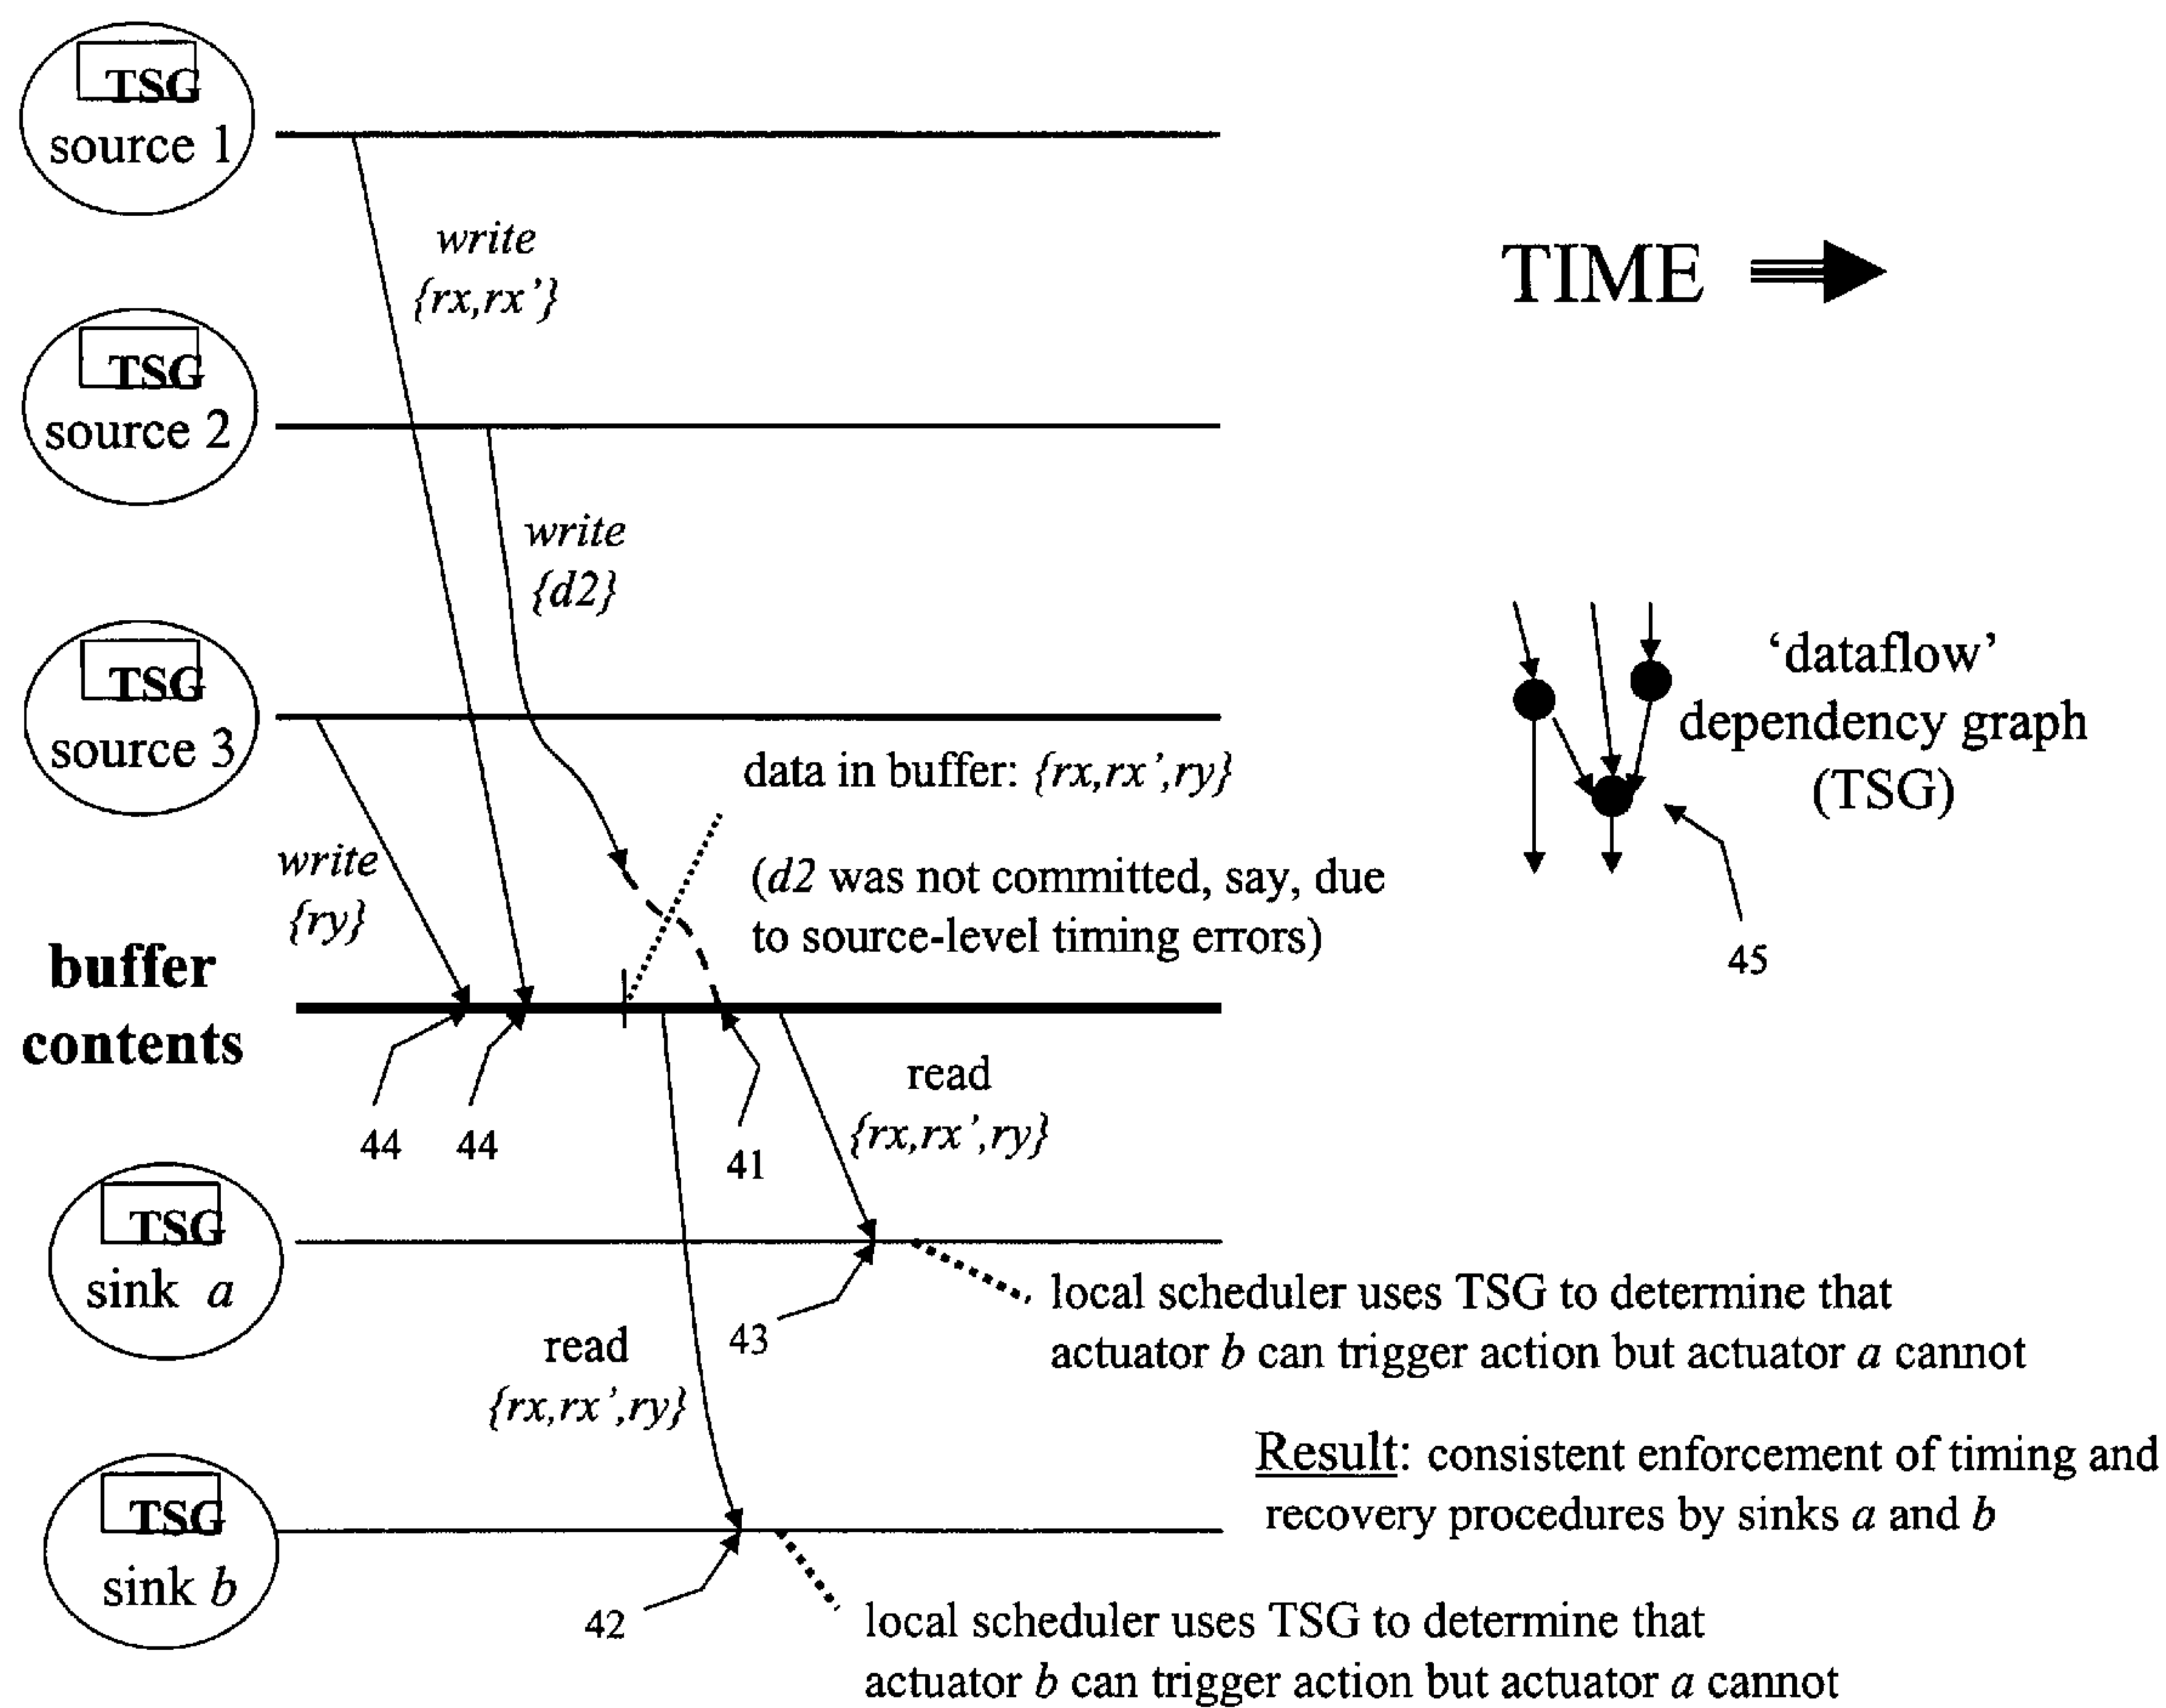 TSG
source 1
write
{rx,rx’}
TIME
TSG
source 2
write
{d2}
TSG
source 3
‘dataflow’
dependency graph
(TSG)
data in buffer: {rx,rx’,ry}
write
{ry}
(d2 was not committed, say, due
to source-level timing errors)
45
buffer
contents
44
44
41
read
{rx,rx’,ry}
TSG
sink a
43
local scheduler uses TSG to determine that
actuator b can trigger action but actuator a cannot
read
{rx,rx’,ry}
Result: consistent enforcement of timing and
recovery procedures by sinks a and b
TSG
sink b
42
local scheduler uses TSG to determine that
actuator b can trigger action but actuator a cannot